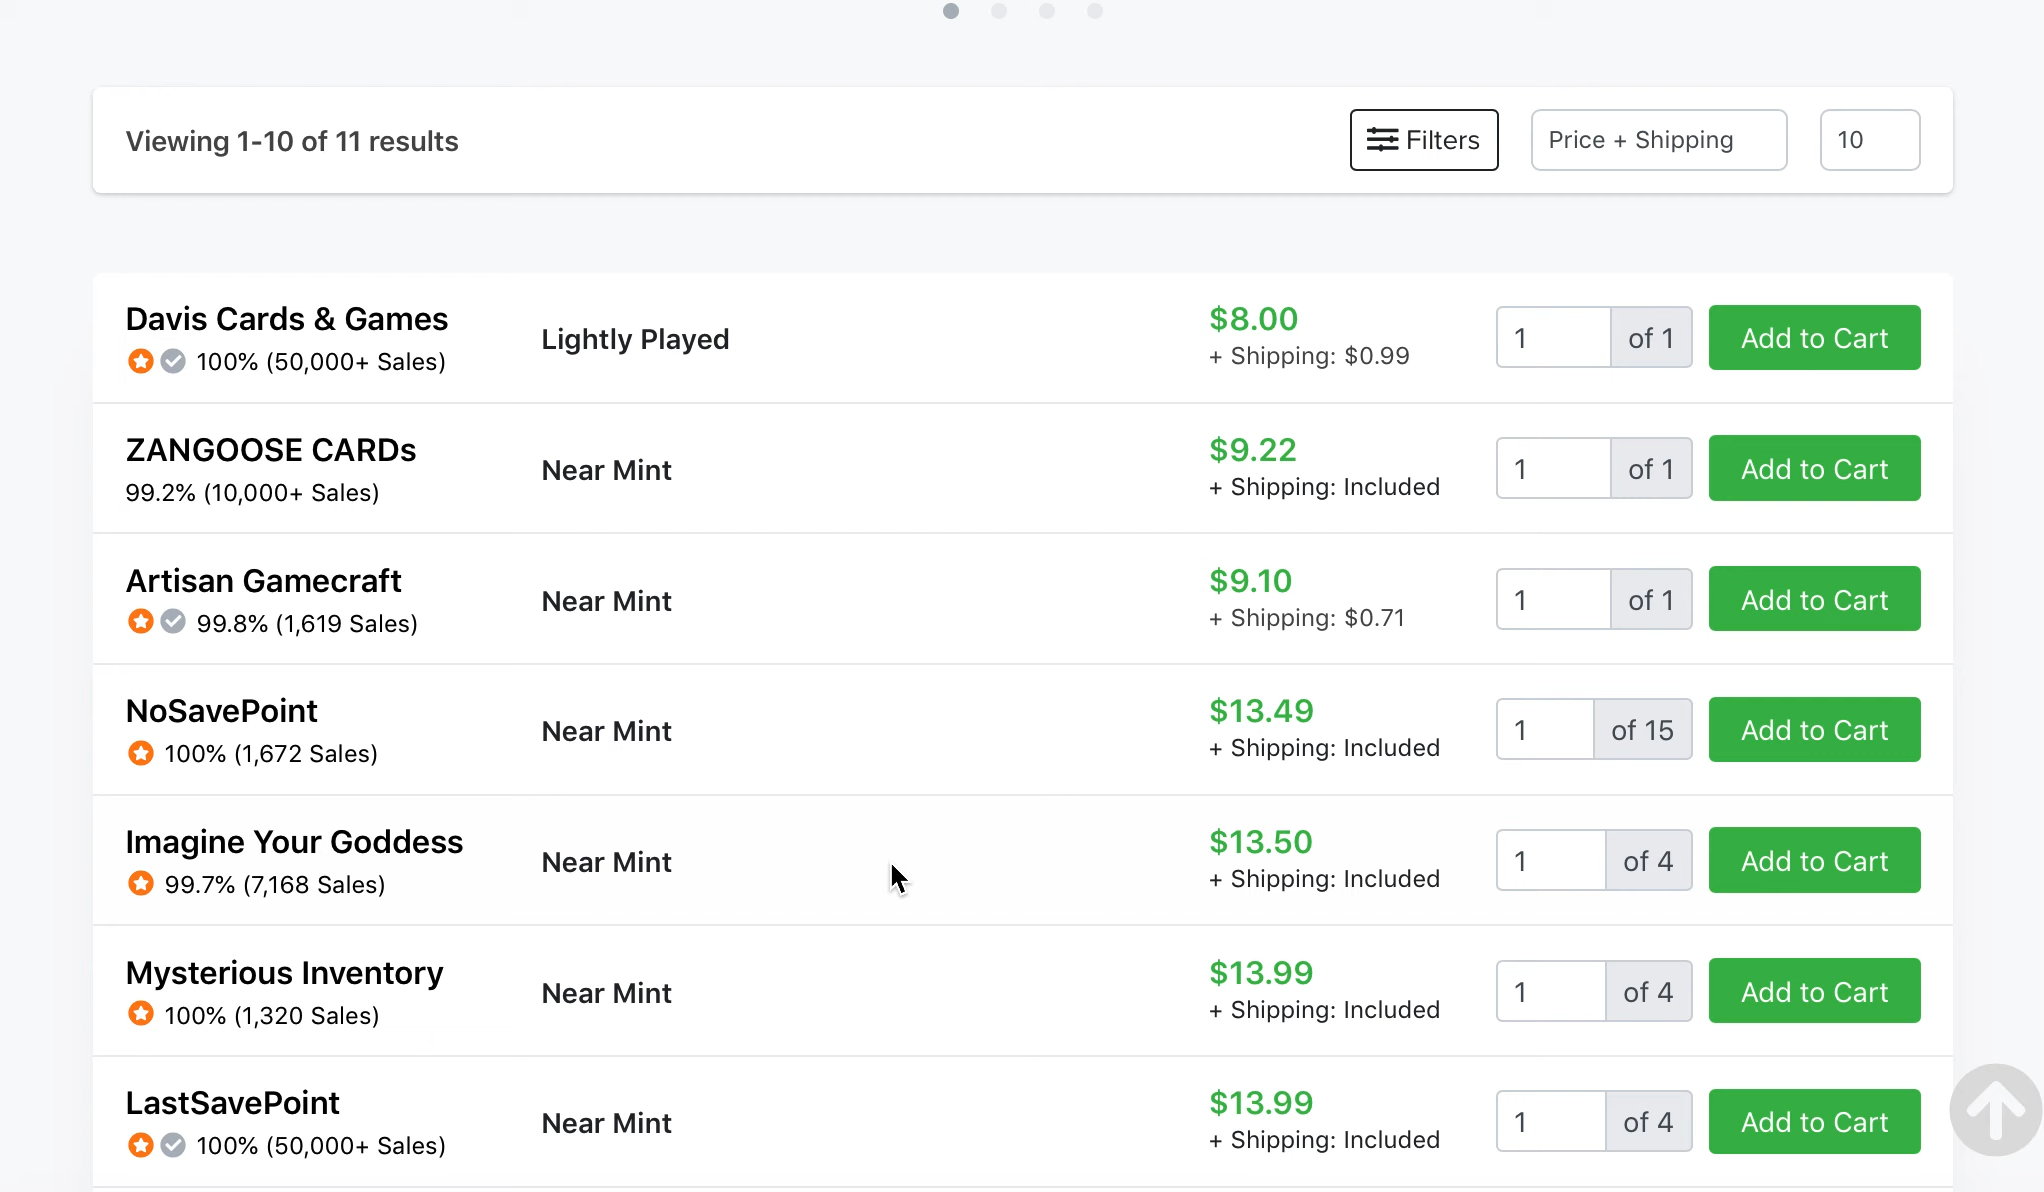 Viewing 1-10 of 11 results
Filters
Price + Shipping
10
Davis Cards & Games
100% (50,000+ Sales)
Lightly Played
$8.00
+ Shipping: $0.99
1
of 1
Add to Cart
ZANGOOSE CARDs
99.2% (10,000+ Sales)
Near Mint
$9.22
+ Shipping: Included
1
of 1
Add to Cart
Artisan Gamecraft
99.8% (1,619 Sales)
Near Mint
$9.10
+ Shipping: $0.71
1
of 1
Add to Cart
NoSavePoint
100% (1,672 Sales)
Near Mint
$13.49
+ Shipping: Included
1
of 15
Add to Cart
Imagine Your Goddess
99.7% (7,168 Sales)
Near Mint
$13.50
+ Shipping: Included
1
of 4
Add to Cart
Mysterious Inventory
100% (1,320 Sales)
Near Mint
$13.99
+ Shipping: Included
1
of 4
Add to Cart
LastSavePoint
100% (50,000+ Sales)
Near Mint
$13.99
+ Shipping: Included
1
of 4
Add to Cart